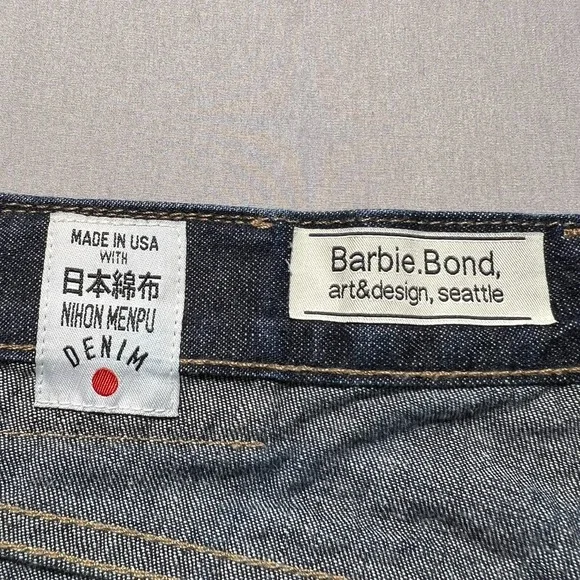 MADE IN USA
WITH
日本綿布
NIHON MENPU
DENIM
Barbie.Bond,
art&design, seattle